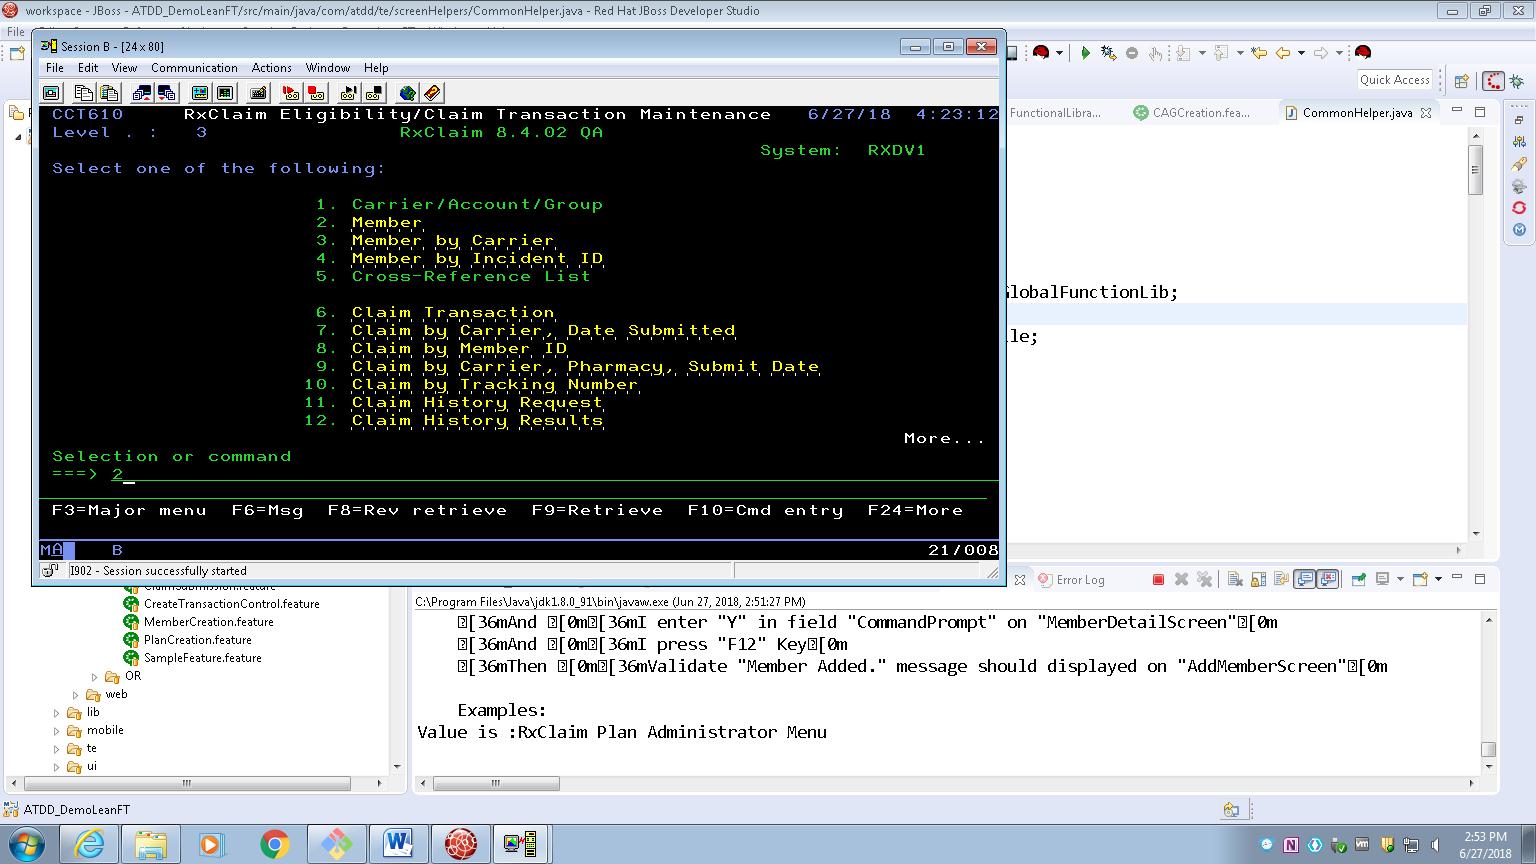 workspace - JBoss - ATDD_DemoLeanFT/src/main/java/com/atdd/te/screenHelpers/CommonHelper.java - Red Hat JBoss Developer Studio
File
Session B - [24 x 80]
File Edit View Communication Actions Window Help
Quick Access
FunctionalLibra...
CAGCreation.fea...
CommonHelper.java
CCT610 RxClaim Eligibility/Claim Transaction Maintenance 6/27/18 4:23:12
Level . : 3 RxClaim 8.4.02 QA
System: RXDV1
Select one of the following:
1. Carrier/Account/Group
2. Member
3. Member by Carrier
4. Member by Incident ID
5. Cross-Reference List
6. Claim Transaction
7. Claim by Carrier, Date Submitted
8. Claim by Member ID
9. Claim by Carrier, Pharmacy, Submit Date
10. Claim by Tracking Number
11. Claim History Request
12. Claim History Results
More...
Selection or command
===> 2
F3=Major menu F6=Msg F8=Rev retrieve F9=Retrieve F10=Cmd entry F24=More
MA B 21/008
I902 - Session successfully started
GlobalFunctionLib;
le;
ClaimSubmission.feature
CreateTransactionControl.feature
MemberCreation.feature
PlanCreation.feature
SampleFeature.feature
OR
web
lib
mobile
te
ui
Error Log
C:\Program Files\Java\jdk1.8.0_91\bin\javaw.exe (Jun 27, 2018, 2:51:27 PM)
[36mAnd [0m[36mI enter "Y" in field "CommandPrompt" on "MemberDetailScreen"[0m
[36mAnd [0m[36mI press "F12" Key[0m
[36mThen [0m[36mValidate "Member Added." message should displayed on "AddMemberScreen"[0m
Examples:
Value is :RxClaim Plan Administrator Menu
ATDD_DemoLeanFT
2:53 PM
6/27/2018